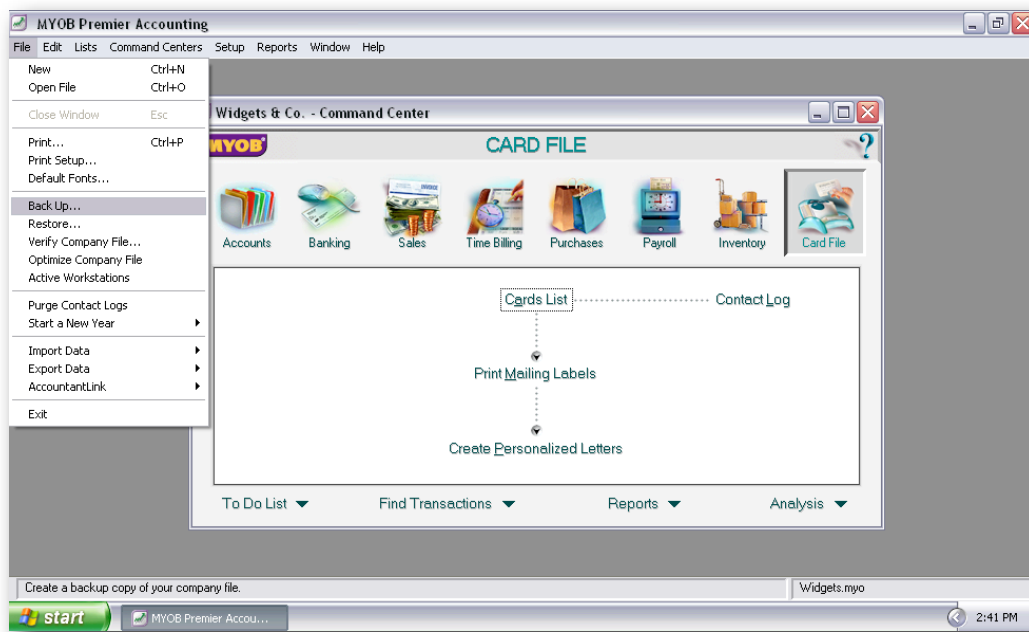 MYOB Premier Accounting
File Edit Lists Command Centers Setup Reports Window Help
New Ctrl+N
Open File Ctrl+O
Close Window Esc
Print... Ctrl+P
Print Setup...
Default Fonts...
Back Up...
Restore...
Verify Company File...
Optimize Company File
Active Workstations
Purge Contact Logs
Start a New Year
Import Data
Export Data
AccountantLink
Exit
Widgets & Co. - Command Center
MYOB
CARD FILE
?
Accounts Banking Sales Time Billing Purchases Payroll Inventory Card File
Cards List Contact Log
Print Mailing Labels
Create Personalized Letters
To Do List Find Transactions Reports Analysis
Create a backup copy of your company file. Widgets.myo
start MYOB Premier Accou... 2:41 PM